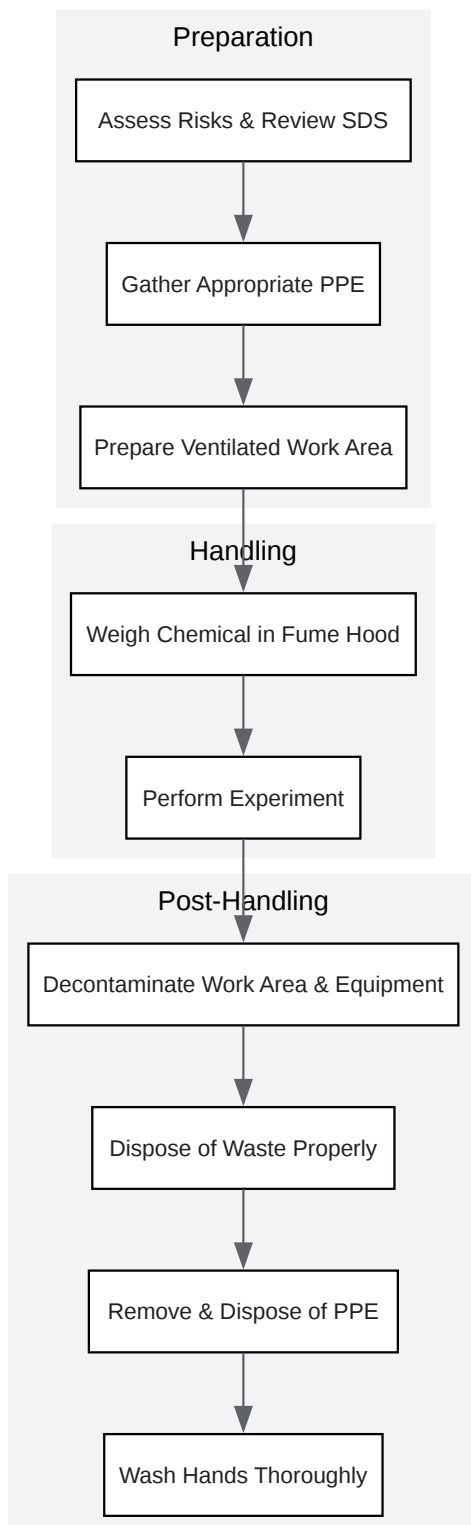 Preparation
Assess Risks & Review SDS
Gather Appropriate PPE
Prepare Ventilated Work Area
Handling
Weigh Chemical in Fume Hood
Perform Experiment
Post-Handling
Decontaminate Work Area & Equipment
Dispose of Waste Properly
Remove & Dispose of PPE
Wash Hands Thoroughly